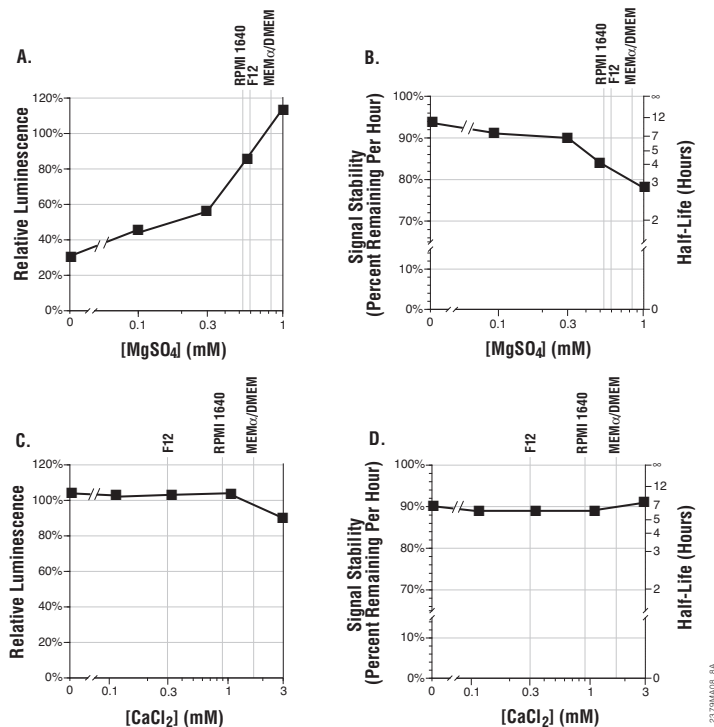 A.
RPMI 1640
F12
MEMα/DMEM
120%
100%
80%
60%
40%
20%
0%
Relative Luminescence
0
0.1
0.3
1
[MgSO4] (mM)
B.
RPMI 1640
F12
MEMα/DMEM
100%
90%
80%
70%
10%
0%
Signal Stability
(Percent Remaining Per Hour)
∞
12
7
5
4
3
2
0
Half-Life (Hours)
0
0.1
0.3
1
[MgSO4] (mM)
C.
F12
RPMI 1640
MEMα/DMEM
120%
100%
80%
60%
40%
20%
0%
Relative Luminescence
0
0.1
0.3
1
3
[CaCl2] (mM)
D.
F12
RPMI 1640
MEMα/DMEM
100%
90%
80%
70%
10%
0%
Signal Stability
(Percent Remaining Per Hour)
∞
12
7
5
4
3
2
0
Half-Life (Hours)
0
0.1
0.3
1
3
[CaCl2] (mM)
2379MA08_8A